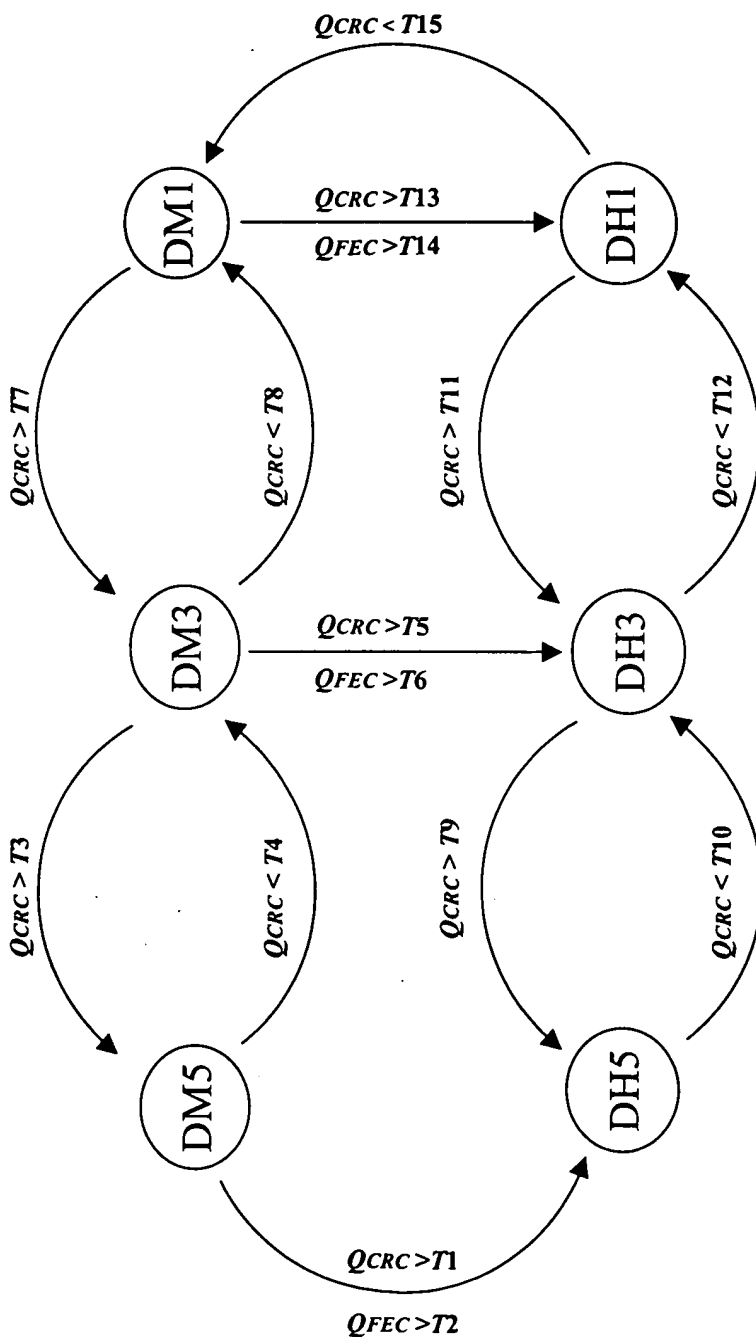 QCRC < T15
DM1
QCRC >T13
QFEC >T14
DH1
QCRC > T7
QCRC < T8
QCRC > T11
QCRC < T12
DM3
QCRC >T5
QFEC >T6
DH3
QCRC > T3
QCRC < T4
QCRC > T9
QCRC < T10
DM5
DH5
QCRC >T1
QFEC >T2